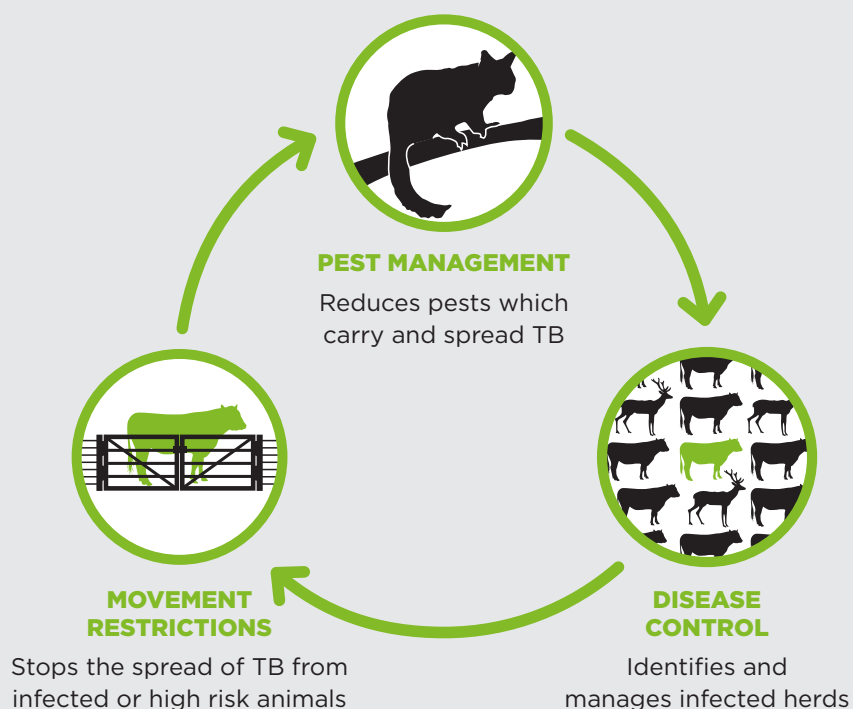 PEST MANAGEMENT
Reduces pests which
carry and spread TB
MOVEMENT
RESTRICTIONS
Stops the spread of TB from
infected or high risk animals
DISEASE
CONTROL
Identifies and
manages infected herds